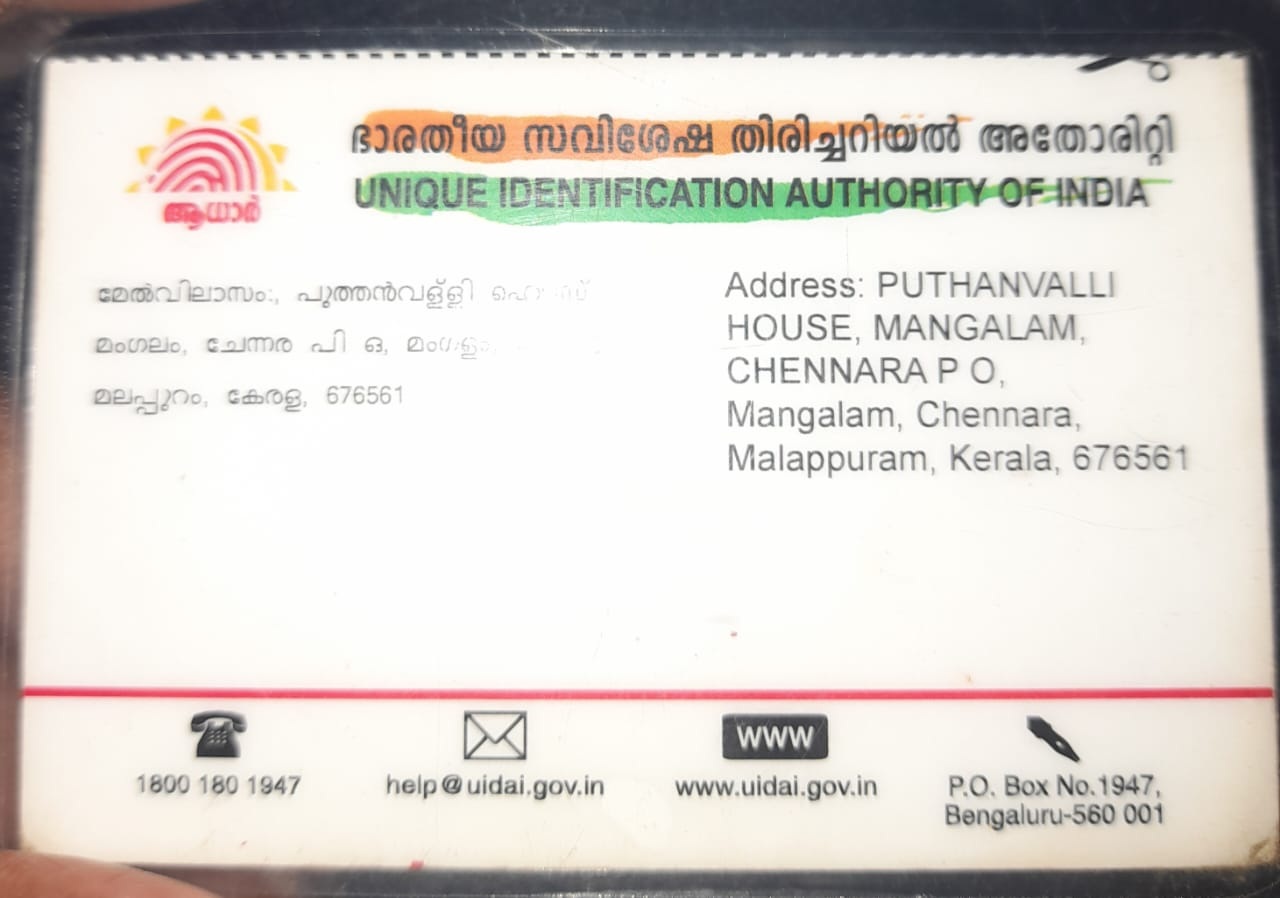 ഭാരതീയ സവിശേഷ തിരിച്ചറിയൽ അതോരിറ്റി
UNIQUE IDENTIFICATION AUTHORITY OF INDIA
ആധാർ
മേൽവിലാസം:, പുത്തൻവള്ളി
മംഗലം, ചേന്നര പി ഒ,
മലപ്പുറം, കേരള, 676561
Address: PUTHANVALLI
HOUSE, MANGALAM,
CHENNARA P O,
Mangalam, Chennara,
Malappuram, Kerala, 676561
1800 180 1947
help@uidai.gov.in
WWW
www.uidai.gov.in
P.O. Box No.1947,
Bengaluru-560 001